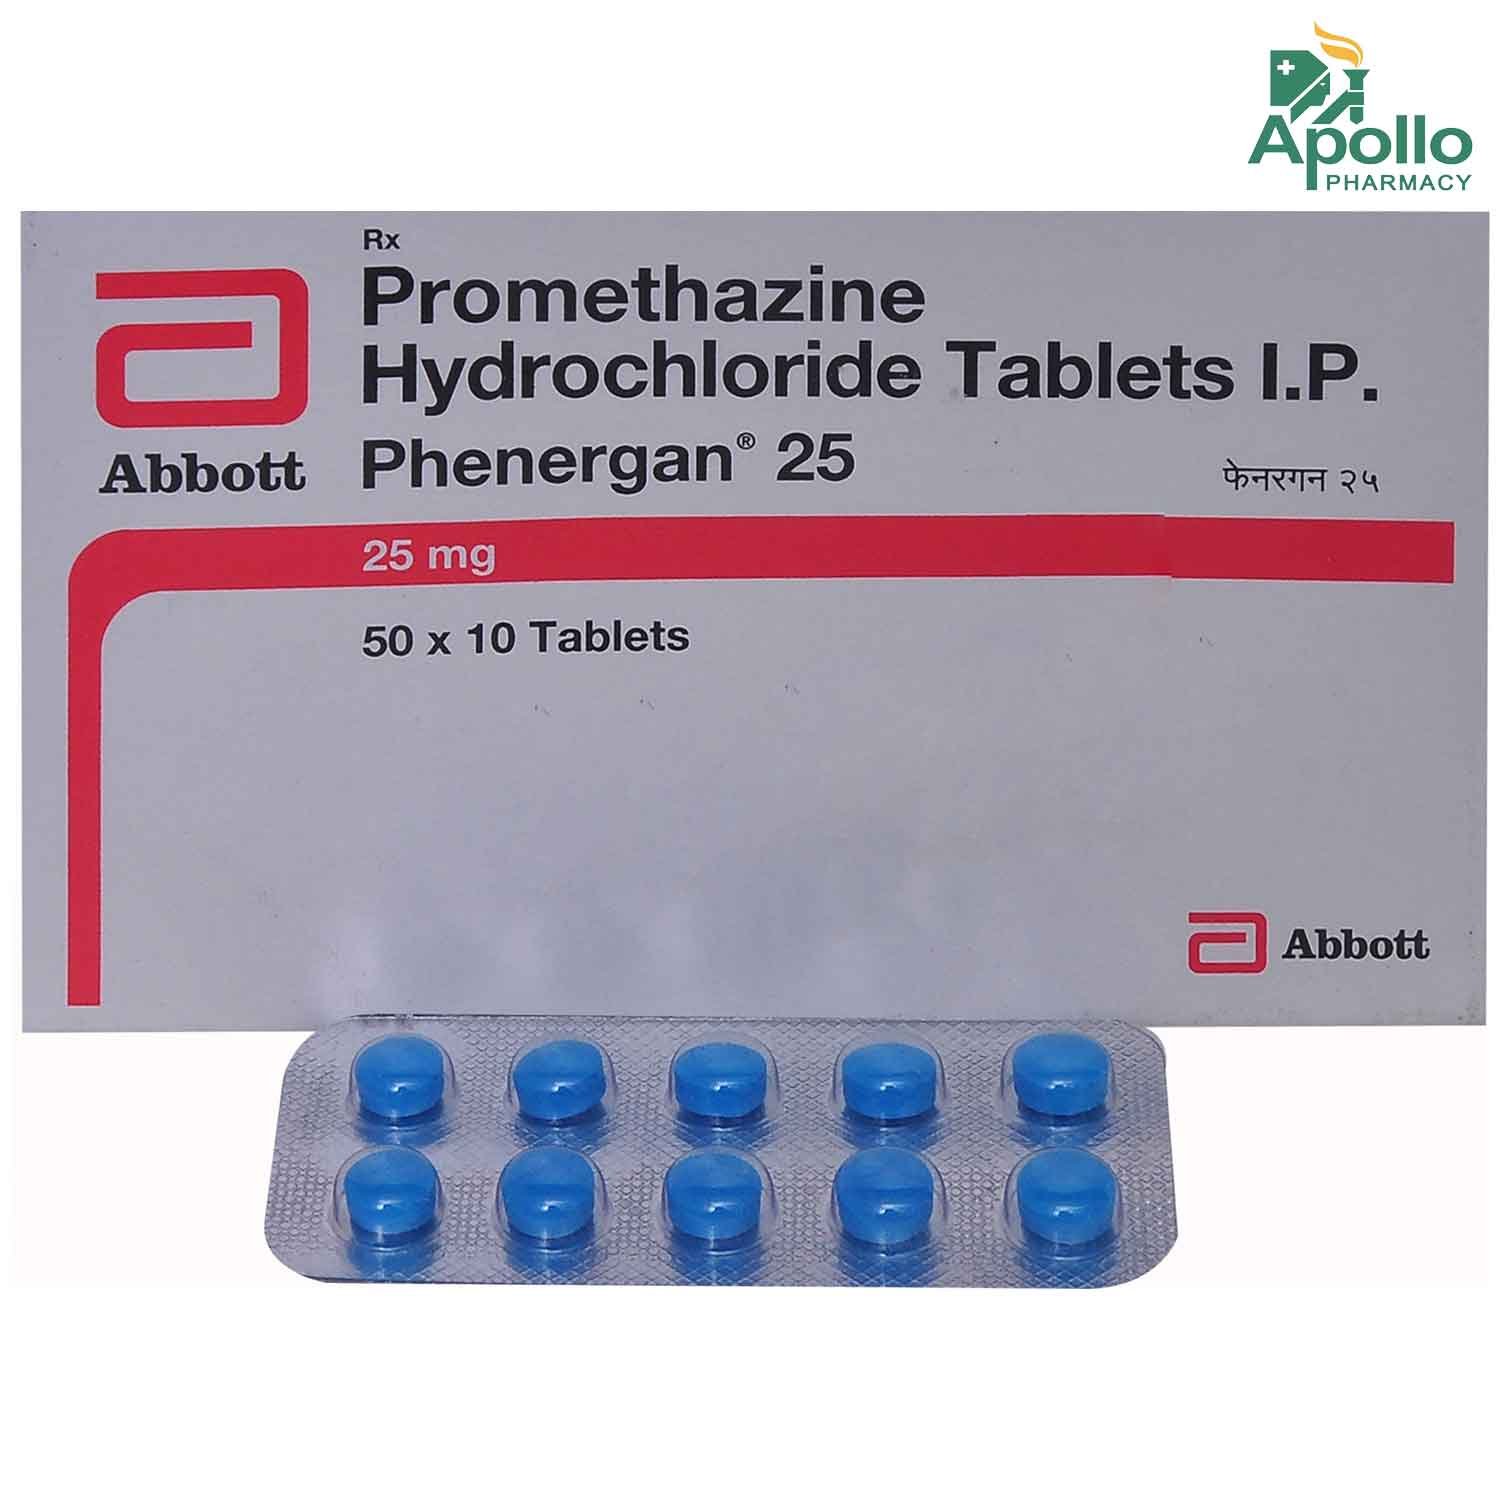 Apollo
PHARMACY
Rx
Promethazine
Hydrochloride Tablets I.P.
Phenergan® 25
फेनरगन २५
Abbott
25 mg
50 x 10 Tablets
Abbott